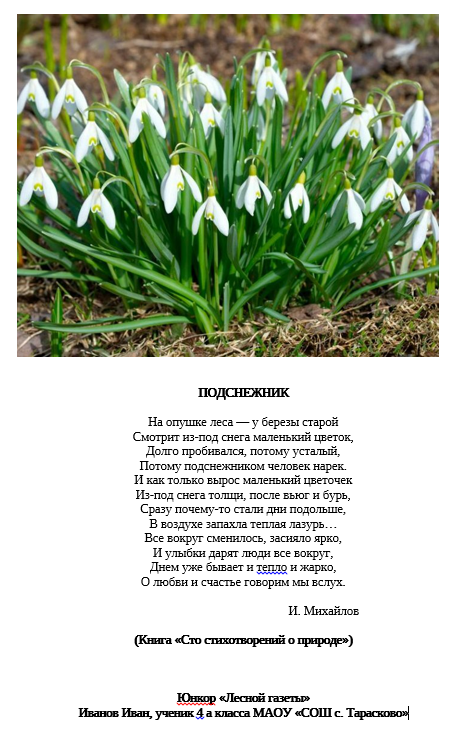 ПОДСНЕЖНИК
На опушке леса — у березы старой
Смотрит из-под снега маленький цветок,
Долго пробивался, потому усталый,
Потому подснежником человек нарек.
И как только вырос маленький цветочек
Из-под снега толщи, после вьюг и бурь,
Сразу почему-то стали дни подольше,
В воздухе запахла теплая лазурь…
Все вокруг сменилось, засияло ярко,
И улыбки дарят люди все вокруг,
Днем уже бывает и тепло и жарко,
О любви и счастье говорим мы вслух.
И. Михайлов
(Книга «Сто стихотворений о природе»)
Юнкор «Лесной газеты»
Иванов Иван, ученик 4 а класса МАОУ «СОШ с. Тарасково»